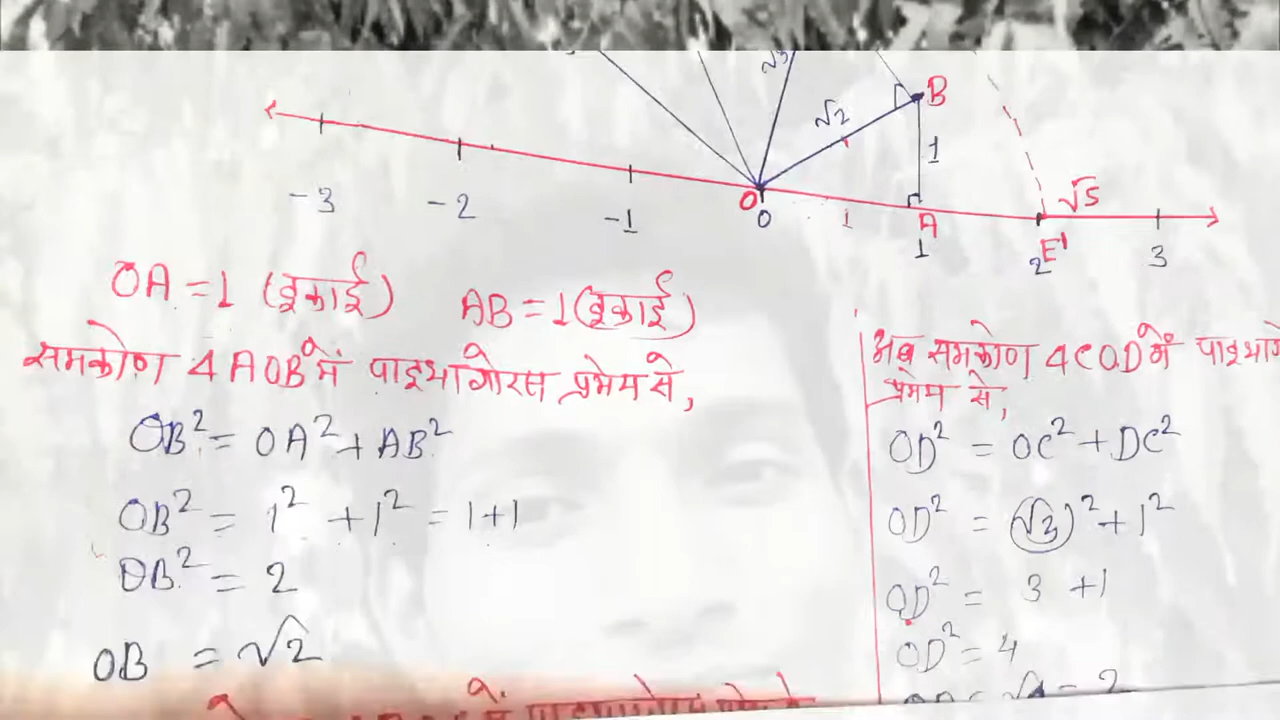 √3
√2
B
1
-3 -2 -1 O 0 1 A 1 2 E' √5 3
OA = 1 (इकाई) AB = 1 (इकाई)
समकोण △AOB में पाइथागोरस प्रमेय से,
OB² = OA² + AB²
OB² = 1² + 1² = 1+1
OB² = 2
OB = √2
अब समकोण △COD में पाइथागो
प्रमेय से,
OD² = OC² + DC²
OD² = (√3)² + 1²
OD² = 3 + 1
OD² = 4